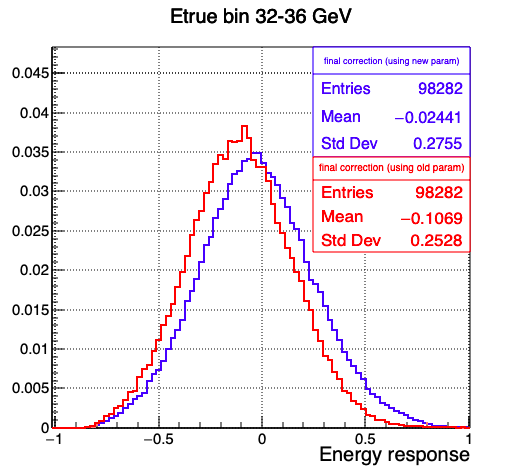 Etrue bin 32-36 GeV
final correction (using new param)
Entries 98282
Mean −0.02441
Std Dev 0.2755
final correction (using old param)
Entries 98282
Mean −0.1069
Std Dev 0.2528
0.045
0.04
0.035
0.03
0.025
0.02
0.015
0.01
0.005
0
−1 −0.5 0 0.5 1
Energy response